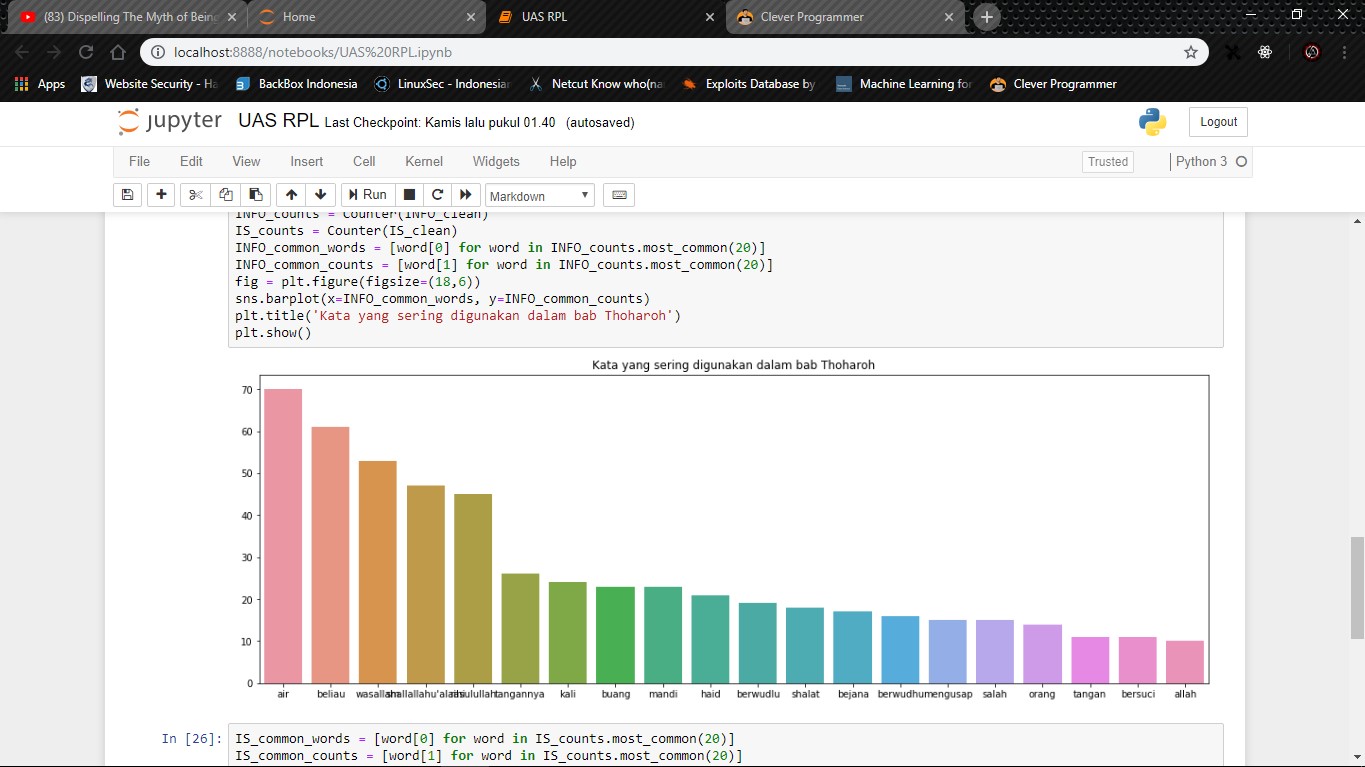 (83) Dispelling The Myth of Bein
Home
UAS RPL
Clever Programmer
localhost:8888/notebooks/UAS%20RPL.ipynb
Apps
Website Security - Ha
BackBox Indonesia
LinuxSec - Indonesian
Netcut Know who(na
Exploits Database by
Machine Learning for
Clever Programmer
jupyter UAS RPL Last Checkpoint: Kamis lalu pukul 01.40 (autosaved)
Logout
File Edit View Insert Cell Kernel Widgets Help
Trusted
Python 3
Run
Markdown
INFO_counts = Counter(INFO_clean)
IS_counts = Counter(IS_clean)
INFO_common_words = [word[0] for word in INFO_counts.most_common(20)]
INFO_common_counts = [word[1] for word in INFO_counts.most_common(20)]
fig = plt.figure(figsize=(18,6))
sns.barplot(x=INFO_common_words, y=INFO_common_counts)
plt.title('Kata yang sering digunakan dalam bab Thoharoh')
plt.show()
Kata yang sering digunakan dalam bab Thoharoh
70
60
50
40
30
20
10
0
air beliau tangannya kali buang mandi haid berwudlu shalat bejana berwudhu mengusap salah orang tangan bersuci allah
In [26]:
IS_common_words = [word[0] for word in IS_counts.most_common(20)]
IS_common_counts = [word[1] for word in IS_counts.most_common(20)]